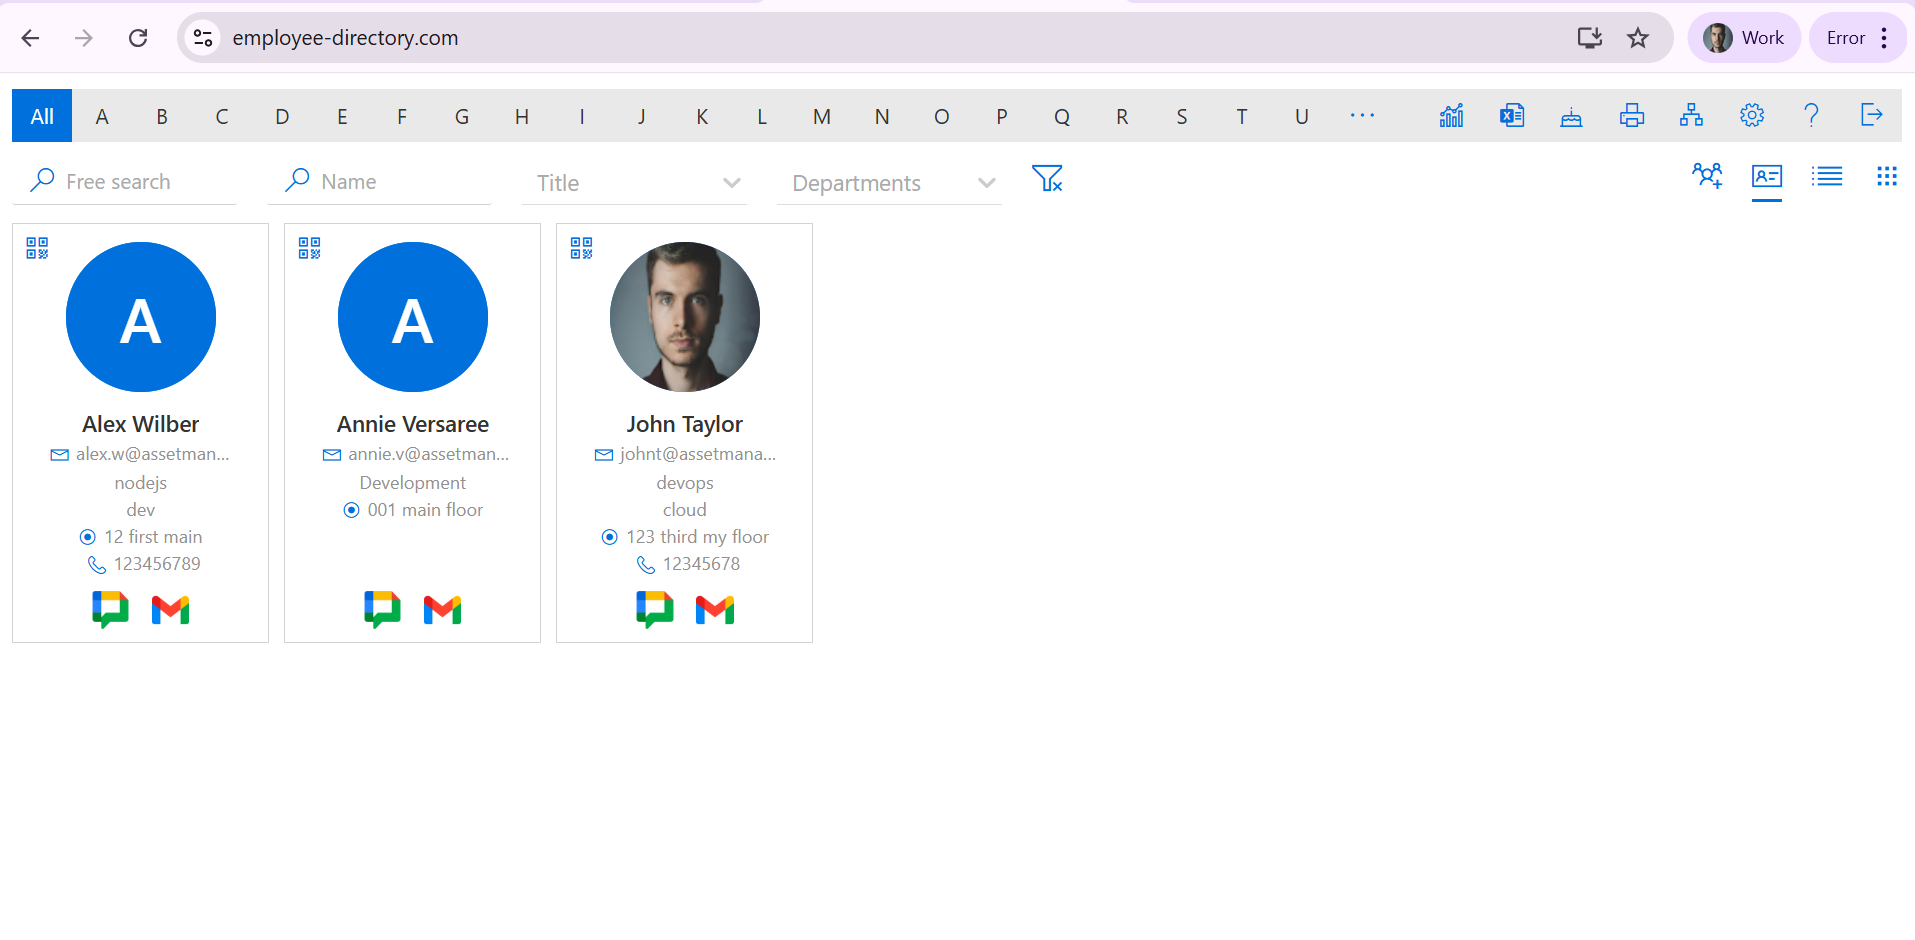 employee-directory.com
Work
Error
All A B C D E F G H I J K L M N O P Q R S T U ...
Free search
Name
Title
Departments
A
Alex Wilber
alex.w@assetman...
nodejs
dev
12 first main
123456789
A
Annie Versaree
annie.v@assetman...
Development
001 main floor
John Taylor
johnt@assetmana...
devops
cloud
123 third my floor
12345678